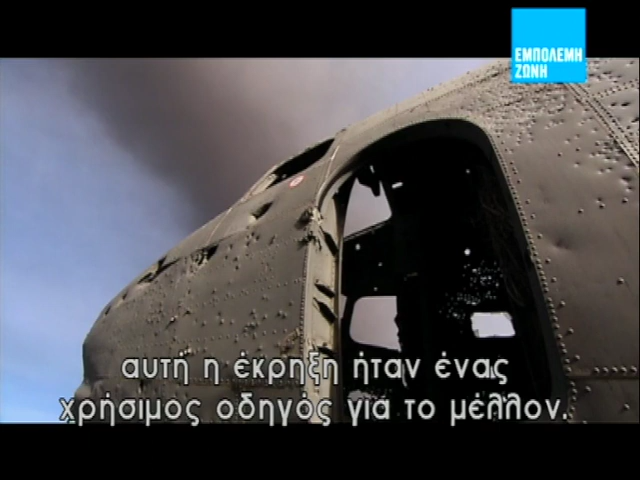 ΕΜΠΟΛΕΜΗ
ΖΩΝΗ
αυτή η έκρηξη ήταν ένας
χρήσιμος οδηγός για το μέλλον.